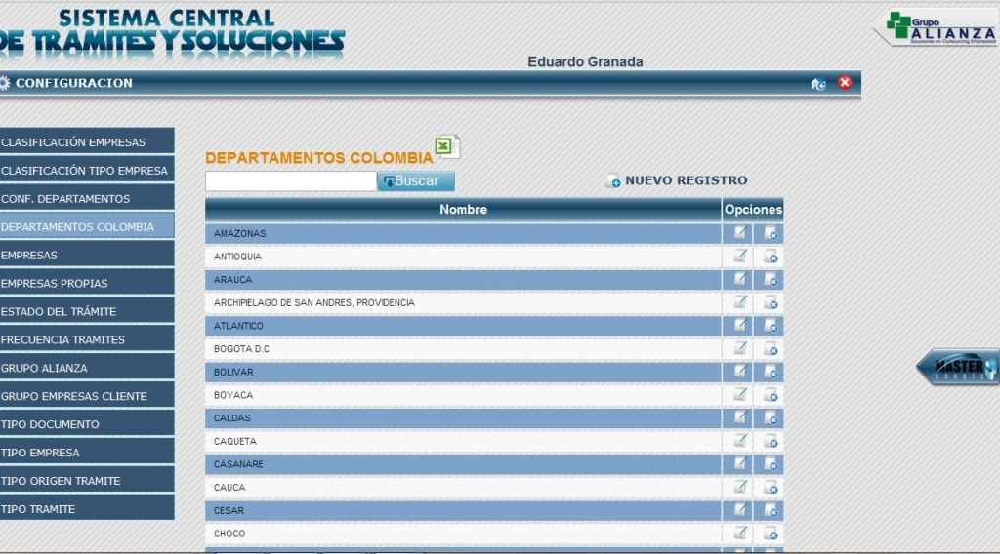 SISTEMA CENTRAL
DE TRAMITES Y SOLUCIONES
Grupo
ALIANZA
Soluciones en Outsourcing Empresarial
Eduardo Granada
CONFIGURACION
CLASIFICACIÓN EMPRESAS
CLASIFICACIÓN TIPO EMPRESA
CONF. DEPARTAMENTOS
DEPARTAMENTOS COLOMBIA
EMPRESAS
EMPRESAS PROPIAS
ESTADO DEL TRÁMITE
FRECUENCIA TRAMITES
GRUPO ALIANZA
GRUPO EMPRESAS CLIENTE
TIPO DOCUMENTO
TIPO EMPRESA
TIPO ORIGEN TRAMITE
TIPO TRAMITE
DEPARTAMENTOS COLOMBIA
Buscar
NUEVO REGISTRO
Nombre Opciones
AMAZONAS
ANTIOQUIA
ARAUCA
ARCHIPIELAGO DE SAN ANDRES, PROVIDENCIA
ATLANTICO
BOGOTA D.C
BOLIVAR
BOYACA
CALDAS
CAQUETA
CASANARE
CAUCA
CESAR
CHOCO
MASTER